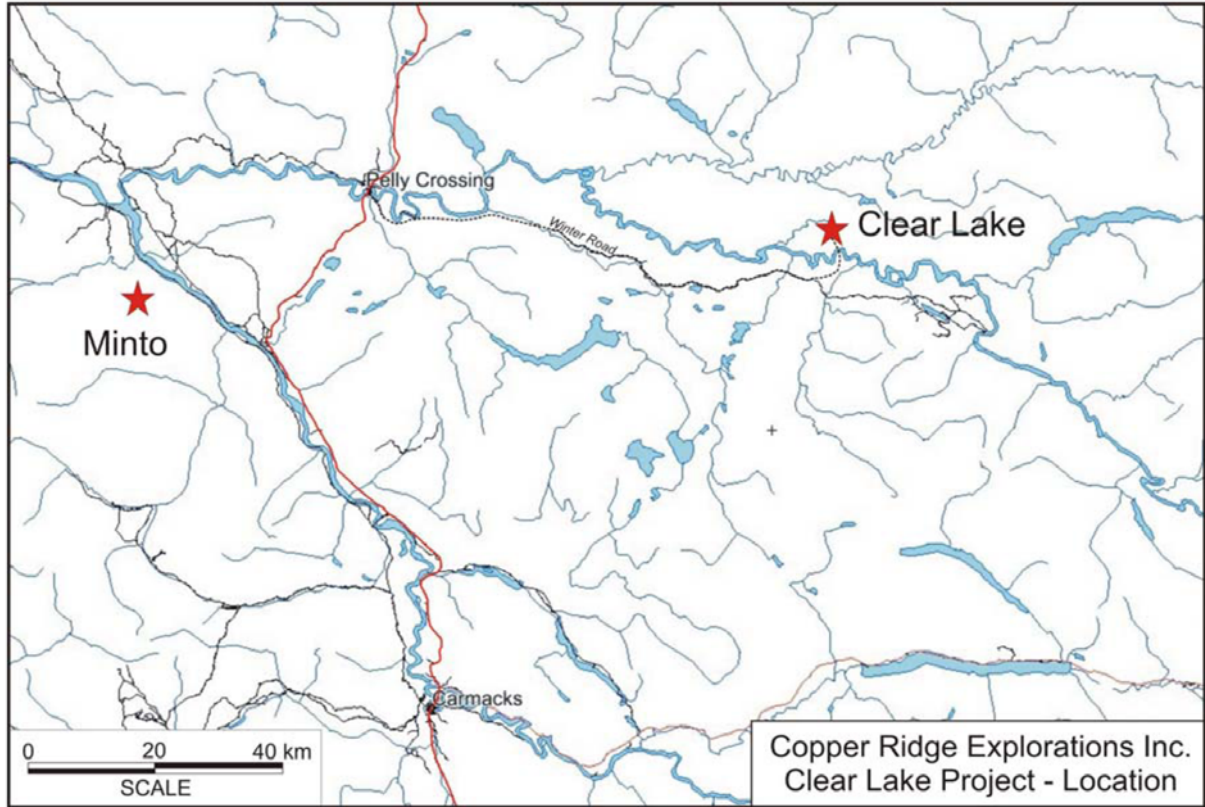 Pelly Crossing
Winter Road
Clear Lake
Minto
Carmacks
0 20 40 km
SCALE
Copper Ridge Explorations Inc.
Clear Lake Project - Location